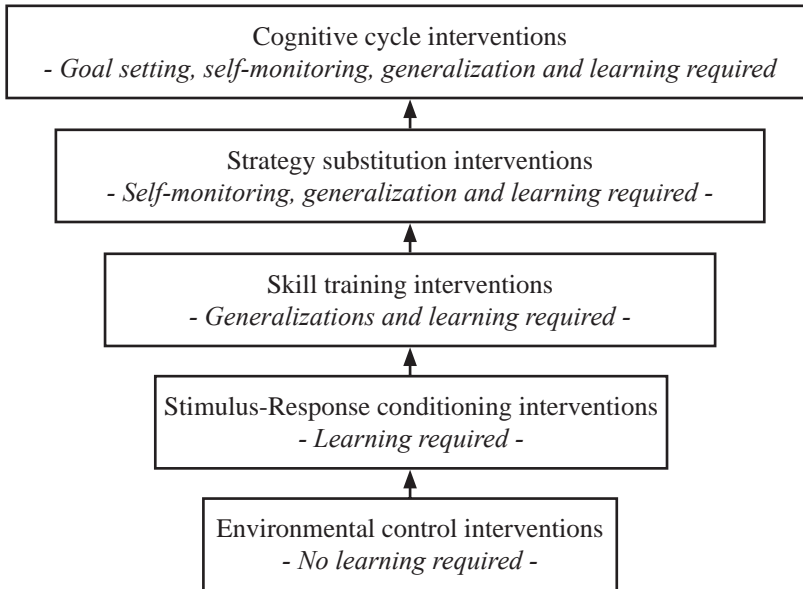 Cognitive cycle interventions
- Goal setting, self-monitoring, generalization and learning required
Strategy substitution interventions
- Self-monitoring, generalization and learning required -
Skill training interventions
- Generalizations and learning required -
Stimulus-Response conditioning interventions
- Learning required -
Environmental control interventions
- No learning required -